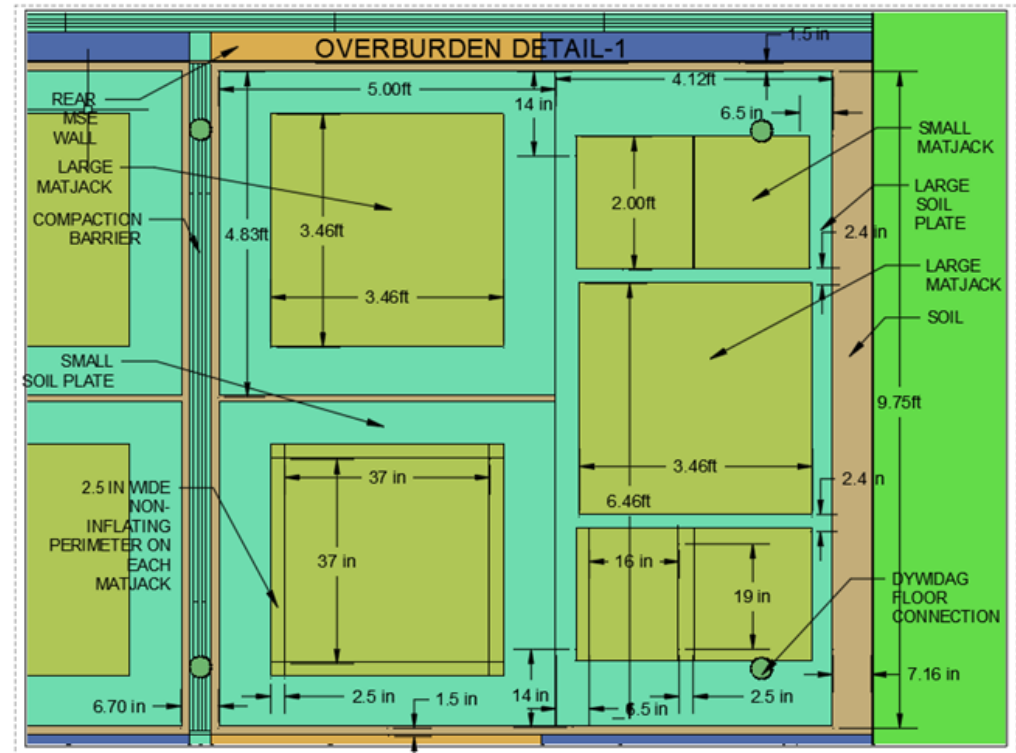 OVERBURDEN DETAIL-1
1.5 in
5.00ft
4.12ft
14 in
6.5 in
REAR
MSE
WALL
SMALL
MATJACK
LARGE
MATJACK
LARGE
SOIL
PLATE
2.00ft
COMPACTION
BARRIER
4.83ft
3.46ft
2.4 in
LARGE
MATJACK
3.46ft
SOIL
SMALL
SOIL PLATE
9.75ft
3.46ft
37 in
2.4 in
2.5 IN WIDE
NON-
INFLATING
PERIMETER ON
EACH
MATJACK
6.46ft
37 in
16 in
19 in
DYWIDAG
FLOOR
CONNECTION
7.16 in
6.70 in
2.5 in
1.5 in
14 in
6.5 in
2.5 in